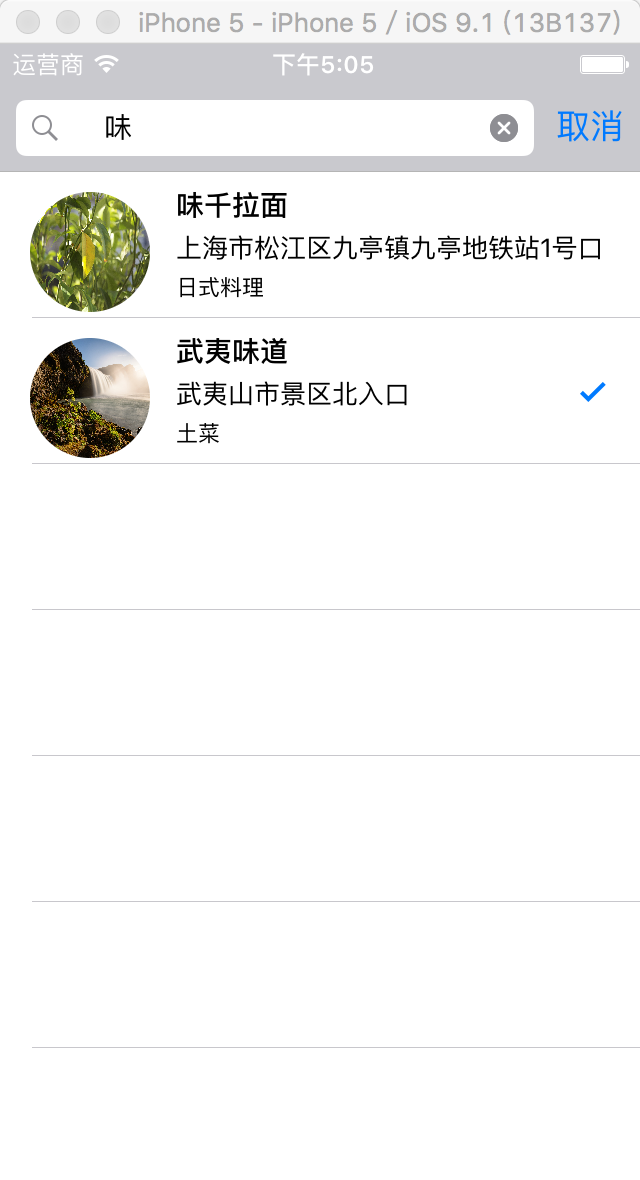 iPhone 5 - iPhone 5 / iOS 9.1 (13B137)
运营商 下午5:05
味 取消
味千拉面
上海市松江区九亭镇九亭地铁站1号口
日式料理
武夷味道
武夷山市景区北入口
土菜